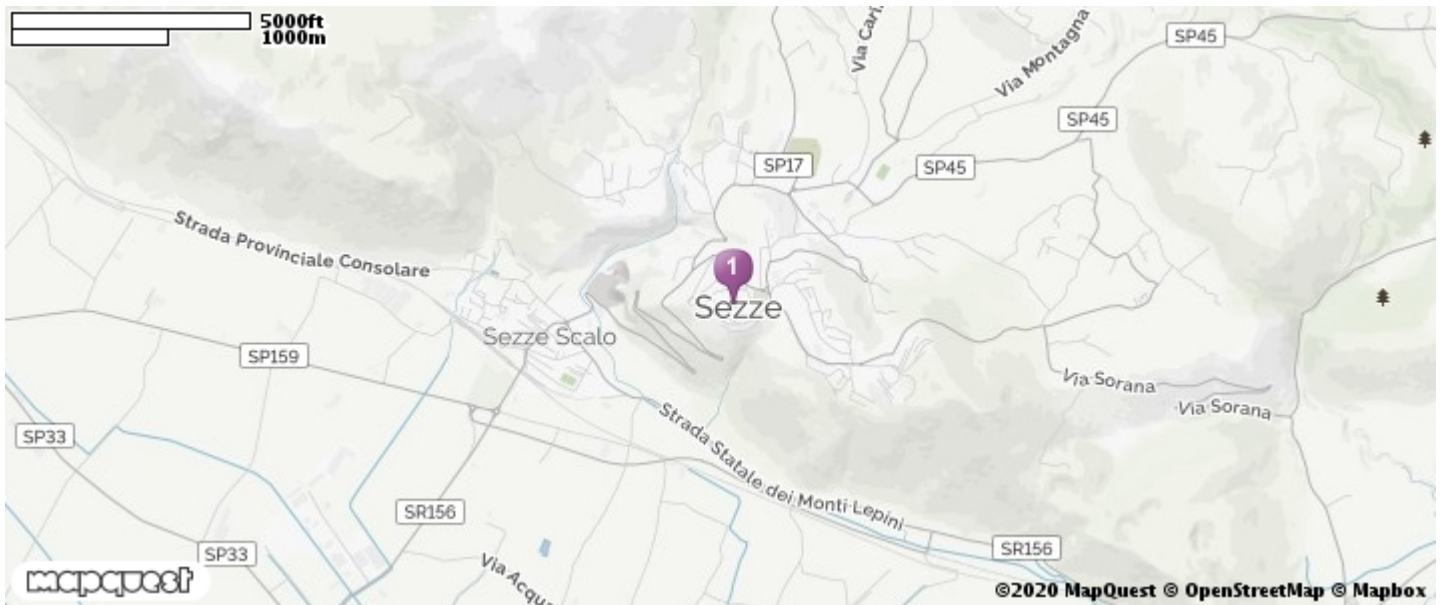 5000ft
1000m
Via Cari
Via Montagna
SP45
SP45
SP17
SP45
Strada Provinciale Consolare
1
Sezze
Sezze Scalo
SP159
Via Sorana
Via Sorana
SP33
Strada Statale dei Monti Lepini
SR156
SR156
SP33
Via Acqu
mapquest
©2020 MapQuest © OpenStreetMap © Mapbox